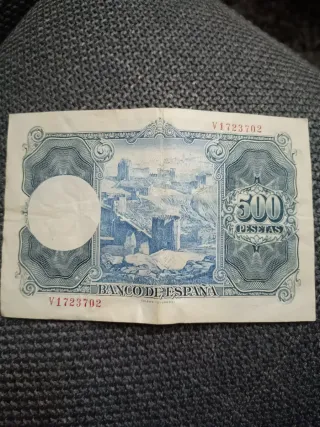 V1723702
500
PESETAS
V1723702
BANCO DE ESPAÑA